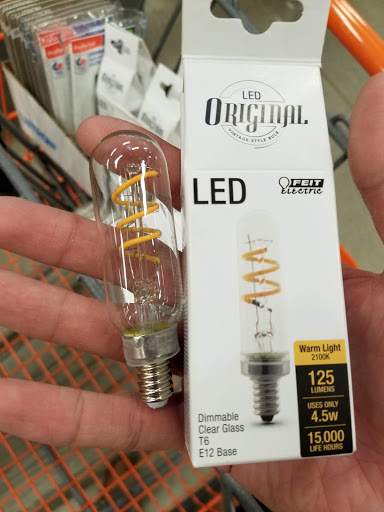 LED
ORIGINAL
VINTAGE STYLE BULB
LED
FEIT
electric
Warm Light
2100K
125
LUMENS
USES ONLY
4.5w
15,000
LIFE HOURS
Dimmable
Clear Glass
T6
E12 Base